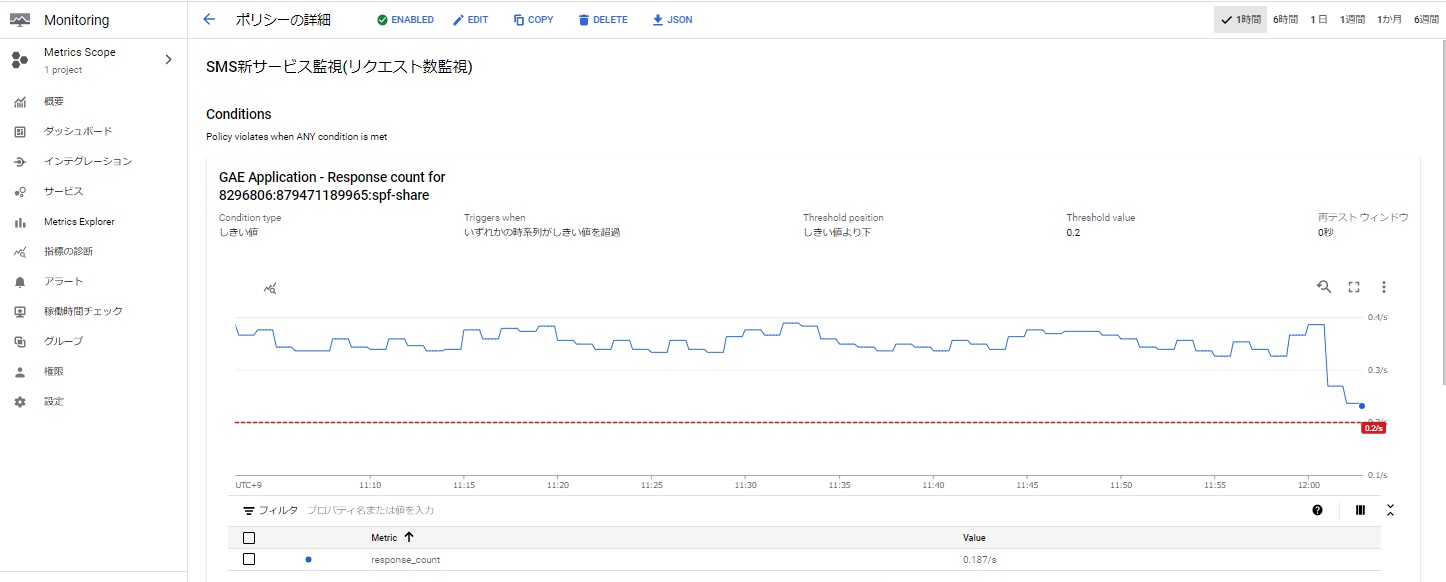 Monitoring
ポリシーの詳細
ENABLED
EDIT
COPY
DELETE
JSON
1時間
6時間
1日
1週間
1か月
6週間
Metrics Scope
1 project
概要
ダッシュボード
インテグレーション
サービス
Metrics Explorer
指標の診断
アラート
稼働時間チェック
グループ
権限
設定
SMS新サービス監視(リクエスト数監視)
Conditions
Policy violates when ANY condition is met
GAE Application - Response count for
8296806:879471189965:spf-share
Condition type
しきい値
Triggers when
いずれかの時系列がしきい値を超過
Threshold position
しきい値より下
Threshold value
0.2
再テスト ウィンドウ
0秒
0.4/s
0.3/s
0.2/s
0.2/s
0.1/s
UTC+9
11:10
11:15
11:20
11:25
11:30
11:35
11:40
11:45
11:50
11:55
12:00
フィルタ
プロパティ名または値を入力
Metric
Value
response_count
0.187/s